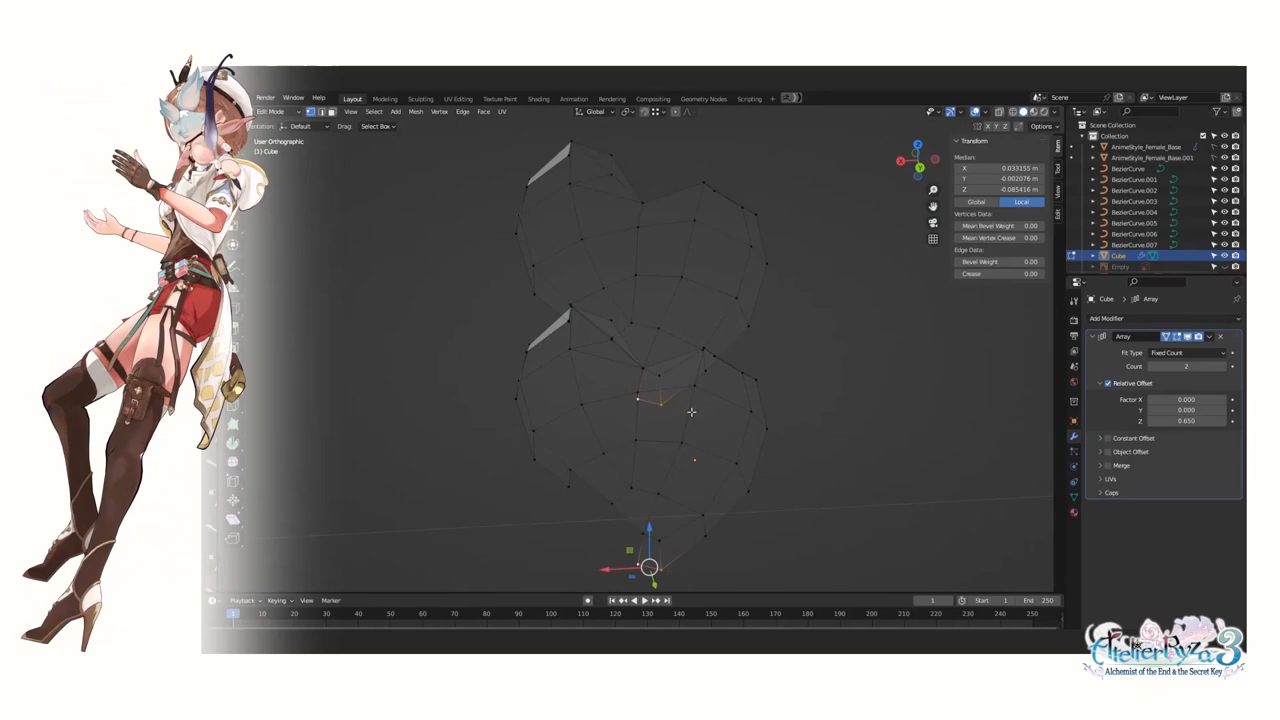 Render Window Help Layout Modeling Sculpting UV Editing Texture Paint Shading Animation Rendering Compositing Geometry Nodes Scripting + Scene ViewLayer
Edit Mode View Select Add Mesh Vertex Edge Face UV Global
Default Drag: Select Box X Y Z Options
User Orthographic
(1) Cube
Transform
Median:
X 0.033155 m
Y -0.002076 m
Z -0.085416 m
Global Local
Vertices Data:
Mean Bevel Weight 0.00
Mean Vertex Crease 0.00
Edge Data:
Bevel Weight 0.00
Crease 0.00
Item
Tool
View
Edit
Scene Collection
Collection
AnimeStyle_Female_Base
AnimeStyle_Female_Base.001
BezierCurve
BezierCurve.001
BezierCurve.002
BezierCurve.003
BezierCurve.004
BezierCurve.005
BezierCurve.006
BezierCurve.007
Cube
Empty
Cube > Array
Add Modifier
Array
Fit Type Fixed Count
Count 2
Relative Offset
Factor X 0.000
Y 0.000
Z 0.650
Constant Offset
Object Offset
Merge
UVs
Caps
Playback Keying View Marker 1 Start 1 End 250
1 10 20 30 40 50 60 70 80 90 100 110 120 130 140 150 160 170 180 190 200 210 220 230 240 250
Atelier Ryza 3
Alchemist of the End & the Secret Key